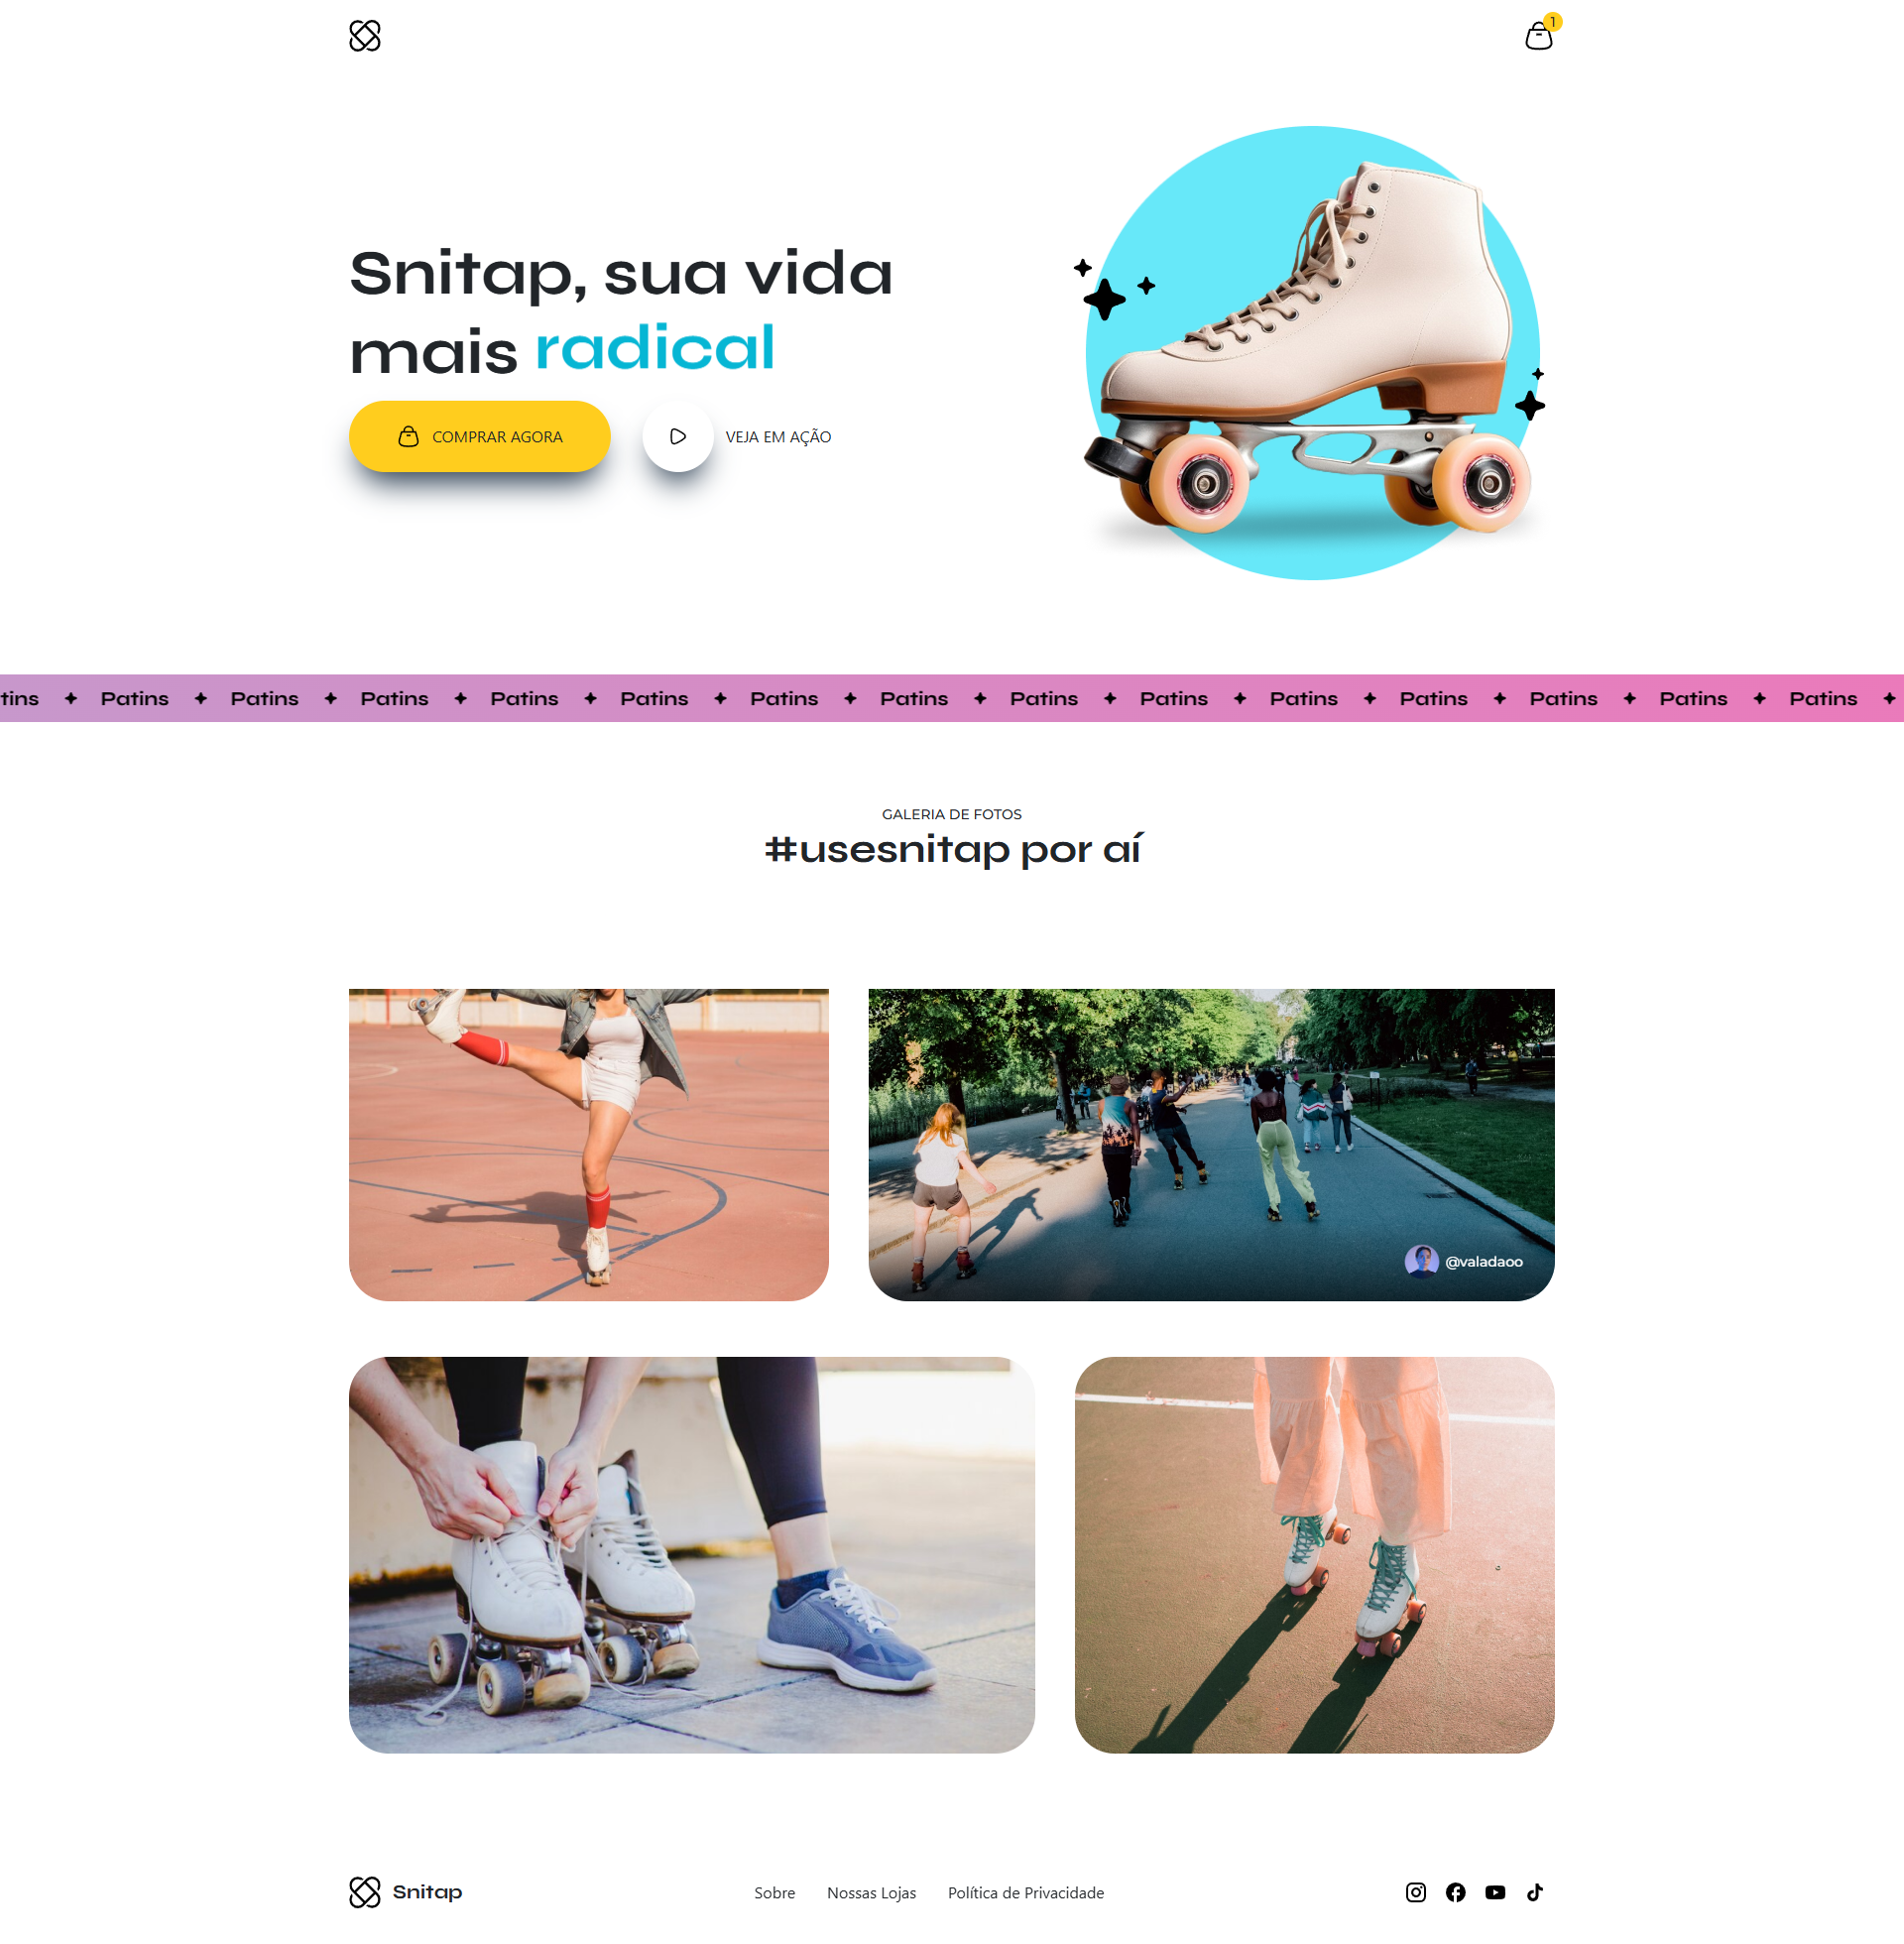 1
Snitap, sua vida
mais radical
COMPRAR AGORA
VEJA EM AÇÃO
tins Patins Patins Patins Patins Patins Patins Patins Patins Patins Patins Patins Patins Patins Patins
GALERIA DE FOTOS
#usesnitap por aí
@valadaoo
Snitap
Sobre Nossas Lojas Política de Privacidade